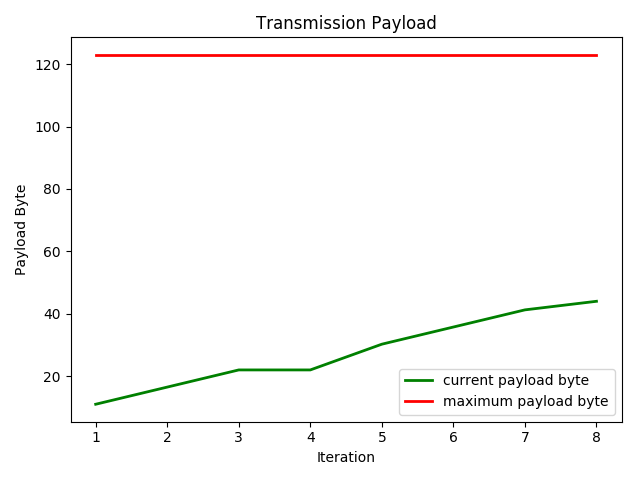 Transmission Payload
120
100
80
60
40
20
Payload Byte
current payload byte
maximum payload byte
1 2 3 4 5 6 7 8
Iteration